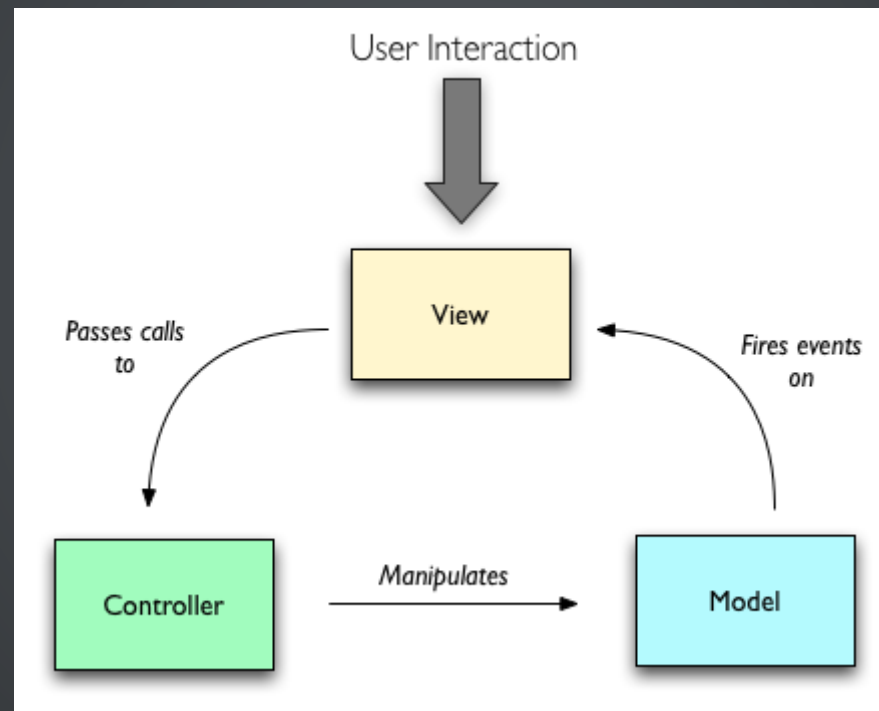 User Interaction
View
Passes calls
to
Fires events
on
Controller
Manipulates
Model